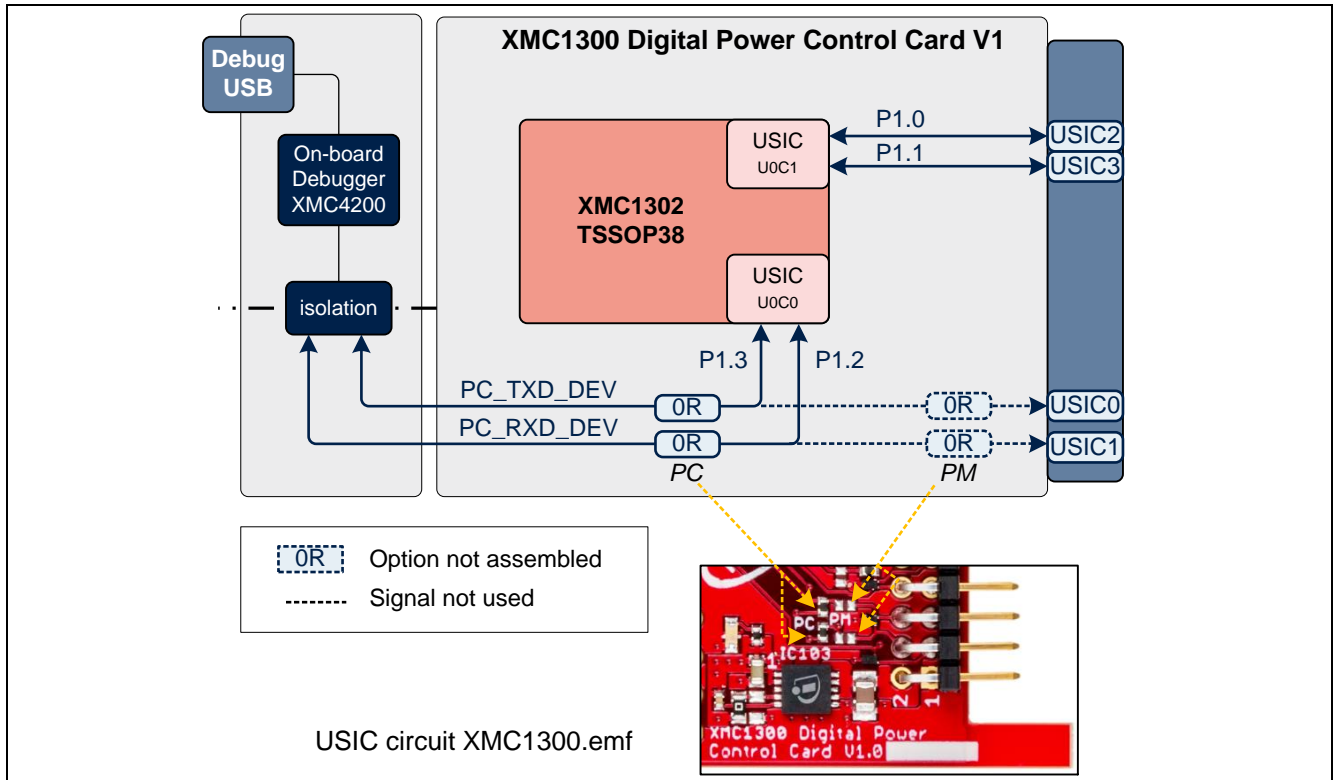 XMC1300 Digital Power Control Card V1
Debug
USB
On-board
Debugger
XMC4200
isolation
USIC
U0C1
XMC1302
TSSOP38
USIC
U0C0
P1.0
P1.1
USIC2
USIC3
P1.3
P1.2
PC_TXD_DEV
0R
0R
USIC0
PC_RXD_DEV
0R
0R
USIC1
PC
PM
0R Option not assembled
Signal not used
PC PM
IC103
1
2 1
XMC1300 Digital Power
Control Card V1.0
USIC circuit XMC1300.emf